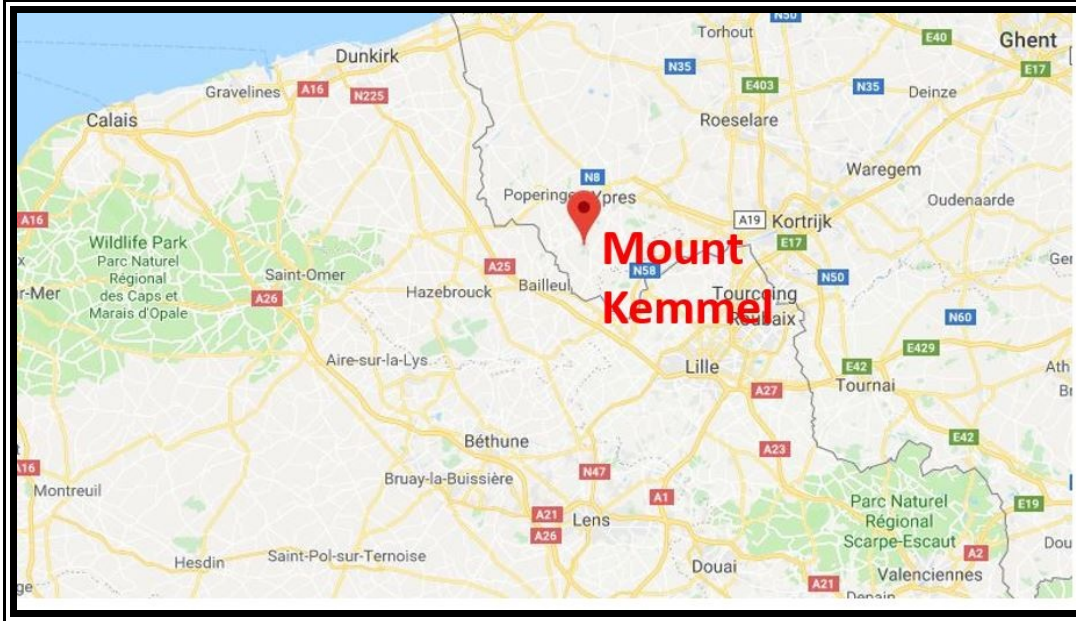 N50
Torhout
E40
Ghent
Dunkirk
N35
E17
Gravelines
A16
N225
E403
N35
Deinze
Calais
Roeselare
N8
Waregem
Poperinge
Ypres
Oudenaarde
A16
A19
Kortrijk
Wildlife Park
Parc Naturel
Régional
des Caps et
Marais d'Opale
Mount
Kemmel
E17
Saint-Omer
A25
N58
N50
r-Mer
A26
Hazebrouck
Bailleul
Tourcoing
Roubaix
N60
E429
Aire-sur-la-Lys
Lille
E42
Ath
A27
Tournai
Béthune
E42
A16
N47
A23
Bruay-la-Buissière
Montreuil
A1
Parc Naturel
Régional
Scarpe-Escaut
E19
A21
Lens
A26
Hesdin
Saint-Pol-sur-Ternoise
Douai
A2
Dou
Valenciennes
A21
Denain